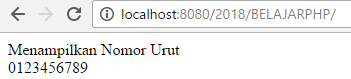 localhost:8080/2018/BELAJARPHP/
Menampilkan Nomor Urut
0123456789